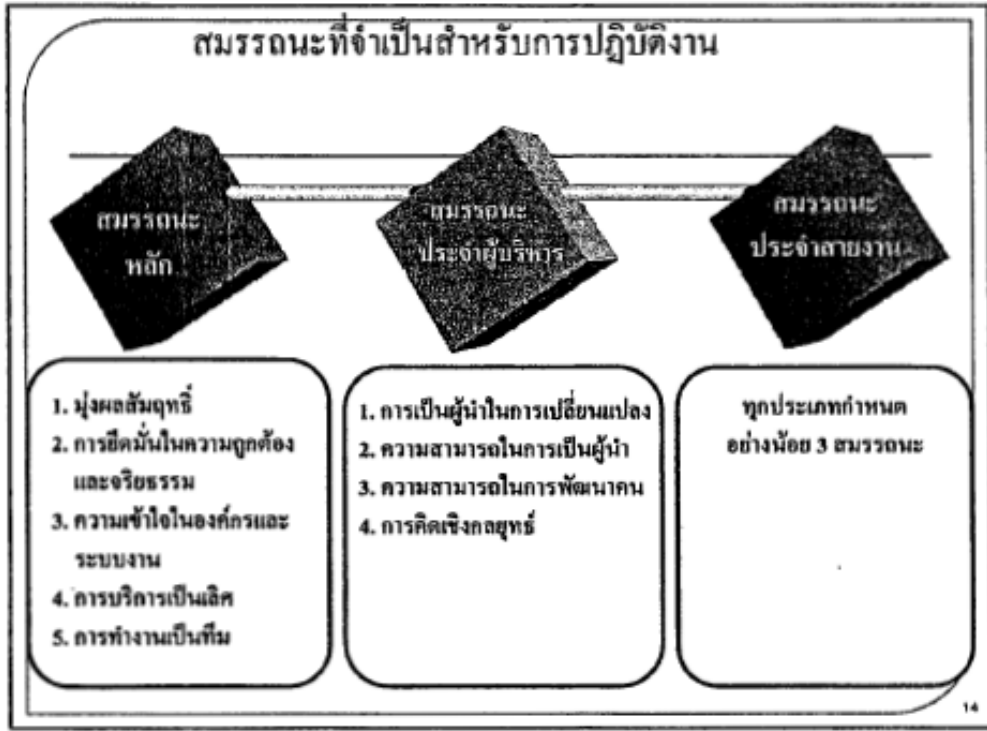 สมรรถนะที่จำเป็นสำหรับการปฏิบัติงาน
สมรรถนะ
หลัก
สมรรถนะ
ประจำผู้บริหาร
สมรรถนะ
ประจำสายงาน
1. มุ่งผลสัมฤทธิ์
2. การยึดมั่นในความถูกต้อง
และจริยธรรม
3. ความเข้าใจในองค์กรและ
ระบบงาน
4. การบริการเป็นเลิศ
5. การทำงานเป็นทีม
1. การเป็นผู้นำในการเปลี่ยนแปลง
2. ความสามารถในการเป็นผู้นำ
3. ความสามารถในการพัฒนาคน
4. การคิดเชิงกลยุทธ์
ทุกประเภทกำหนด
อย่างน้อย 3 สมรรถนะ
14